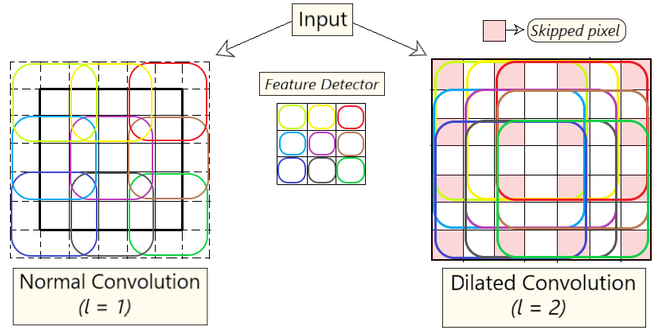 Input
Skipped pixel
Feature Detector
Normal Convolution
(l = 1)
Dilated Convolution
(l = 2)